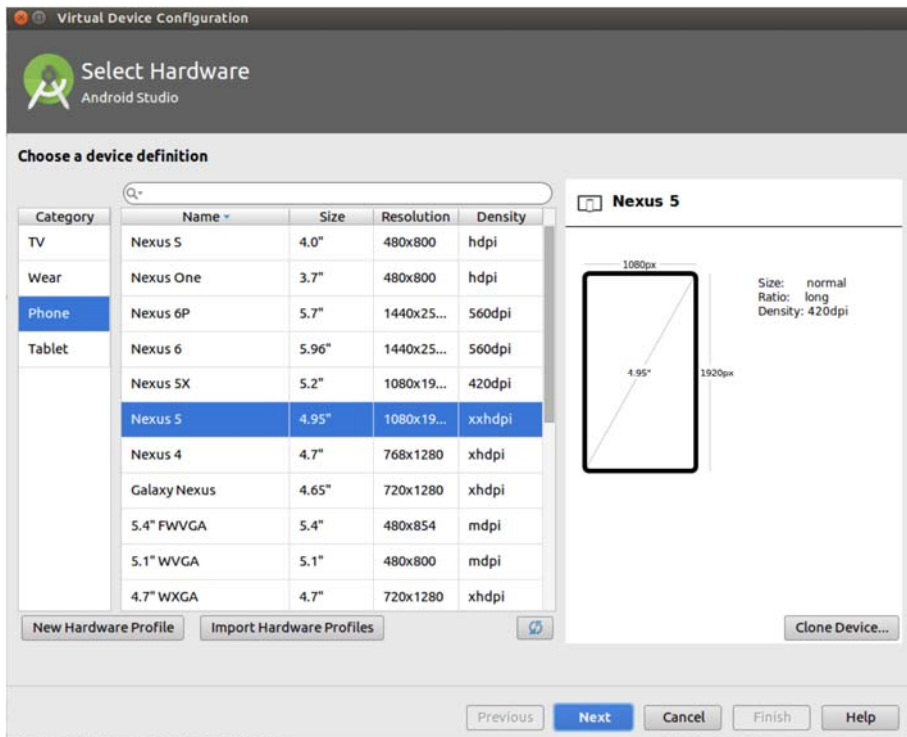 Virtual Device Configuration
Select Hardware
Android Studio
Choose a device definition
Category Name Size Resolution Density
TV
Wear
Phone
Tablet
Nexus S 4.0" 480x800 hdpi
Nexus One 3.7" 480x800 hdpi
Nexus 6P 5.7" 1440x25... 560dpi
Nexus 6 5.96" 1440x25... 560dpi
Nexus 5X 5.2" 1080x19... 420dpi
Nexus 5 4.95" 1080x19... xxhdpi
Nexus 4 4.7" 768x1280 xhdpi
Galaxy Nexus 4.65" 720x1280 xhdpi
5.4" FWVGA 5.4" 480x854 mdpi
5.1" WVGA 5.1" 480x800 mdpi
4.7" WXGA 4.7" 720x1280 xhdpi
New Hardware Profile Import Hardware Profiles
Nexus 5
1080px
Size: normal
Ratio: long
Density: 420dpi
4.95" 1920px
Clone Device...
Previous Next Cancel Finish Help